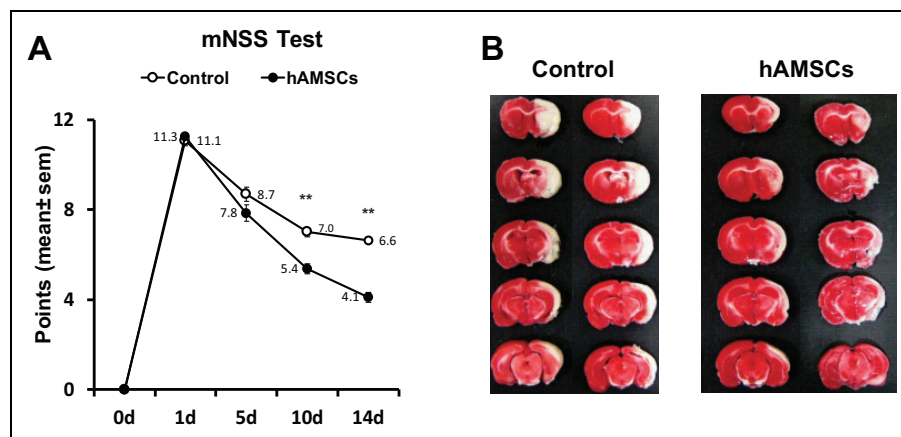 A
mNSS Test
Control hAMSCs
Points (mean±sem)
12
8
4
0
11.3
11.1
8.7
7.8
**
7.0
5.4
**
6.6
4.1
0d 1d 5d 10d 14d
B
Control hAMSCs